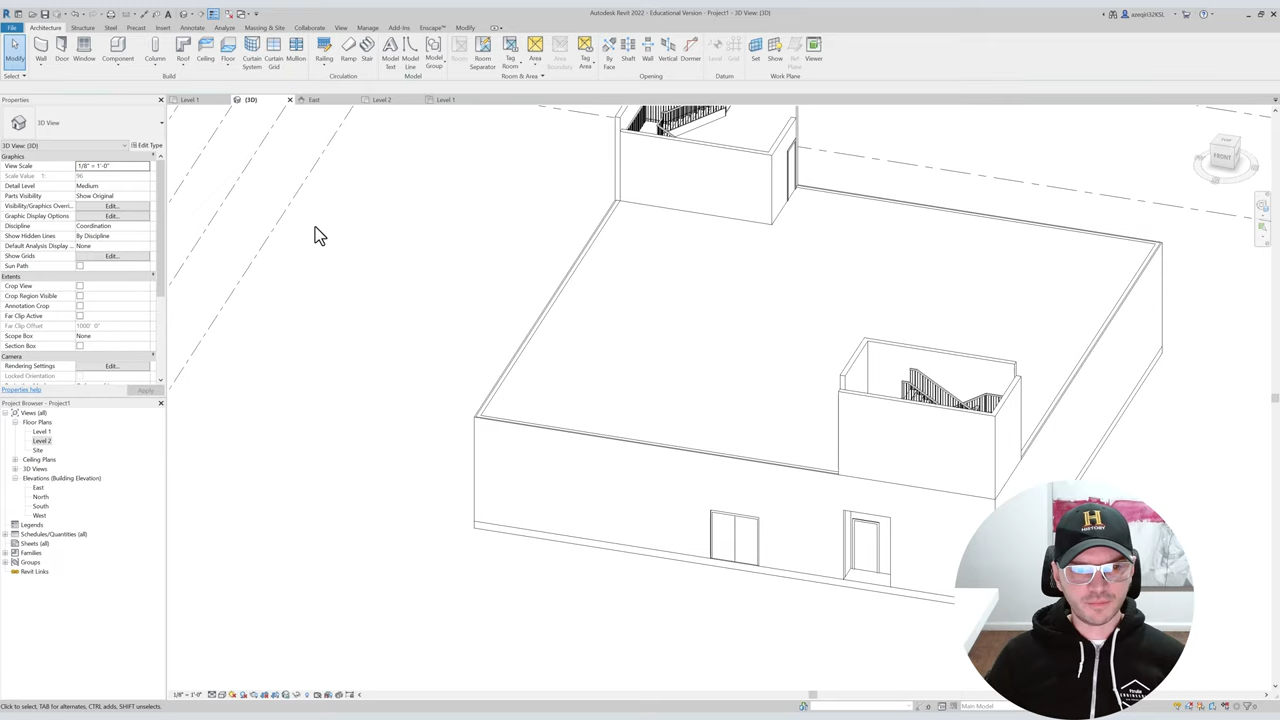 Autodesk Revit 2022 - Educational Version - Project1 - 3D View: {3D}
azegri32KSL
File Architecture Structure Steel Precast Insert Annotate Analyze Massing & Site Collaborate View Manage Add-Ins Enscape™ Modify
Modify Wall Door Window Component Column Roof Ceiling Floor Curtain System Curtain Grid Mullion Railing Ramp Stair Model Text Model Line Model Group Room Room Separator Tag Room Area Area Boundary Tag Area By Face Shaft Wall Vertical Dormer Level Grid Set Show Ref Plane Viewer
Select Build Circulation Model Room & Area Opening Datum Work Plane
Properties
Level 1
{3D}
East
Level 2
Level 1
3D View
3D View: {3D}
Edit Type
Graphics
View Scale 1/8" = 1'-0"
Scale Value 1: 96
Detail Level Medium
Parts Visibility Show Original
Visibility/Graphics Overri... Edit...
Graphic Display Options Edit...
Discipline Coordination
Show Hidden Lines By Discipline
Default Analysis Display ... None
Show Grids Edit...
Sun Path
Extents
Crop View
Crop Region Visible
Annotation Crop
Far Clip Active
Far Clip Offset 1000' 0"
Scope Box None
Section Box
Camera
Rendering Settings Edit...
Locked Orientation
Properties help
Apply
Project Browser - Project1
Views (all)
Floor Plans
Level 1
Level 2
Site
Ceiling Plans
3D Views
Elevations (Building Elevation)
East
North
South
West
Legends
Schedules/Quantities (all)
Sheets (all)
Families
Groups
Revit Links
FRONT
H
HISTORY
1/8" = 1'-0"
Click to select, TAB for alternates, CTRL adds, SHIFT unselects.
:0
Main Model